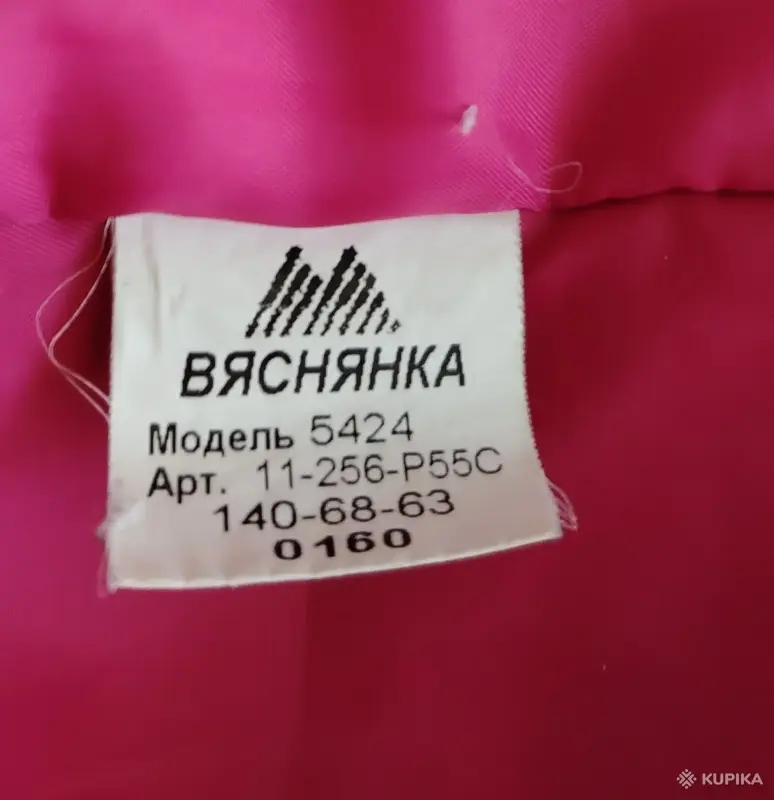 ВЯСНЯНКА
Модель 5424
Арт. 11-256-Р55С
140-68-63
0160
KUPIKA